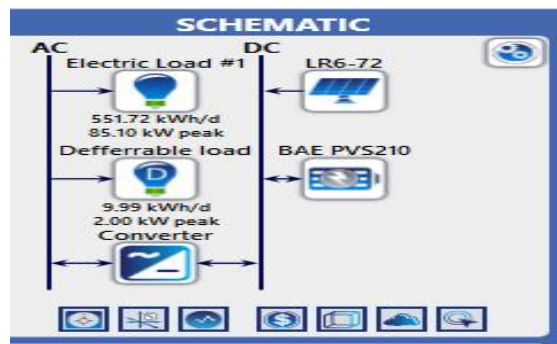 SCHEMATIC
AC
DC
Electric Load #1
LR6-72
551.72 kWh/d
85.10 kW peak
Defferrable load
BAE PVS210
D
9.99 kWh/d
2.00 kW peak
Converter
$